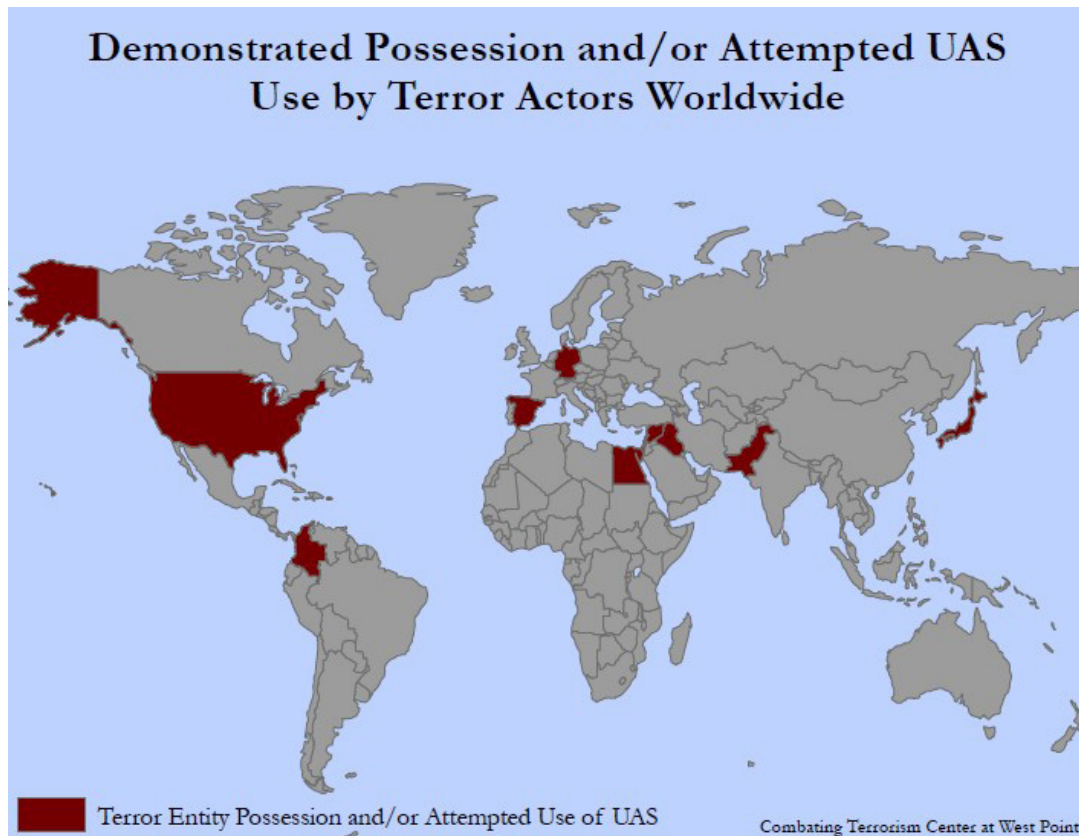 Demonstrated Possession and/or Attempted UAS
Use by Terror Actors Worldwide
Terror Entity Possession and/or Attempted Use of UAS
Combating Terrorism Center at West Point